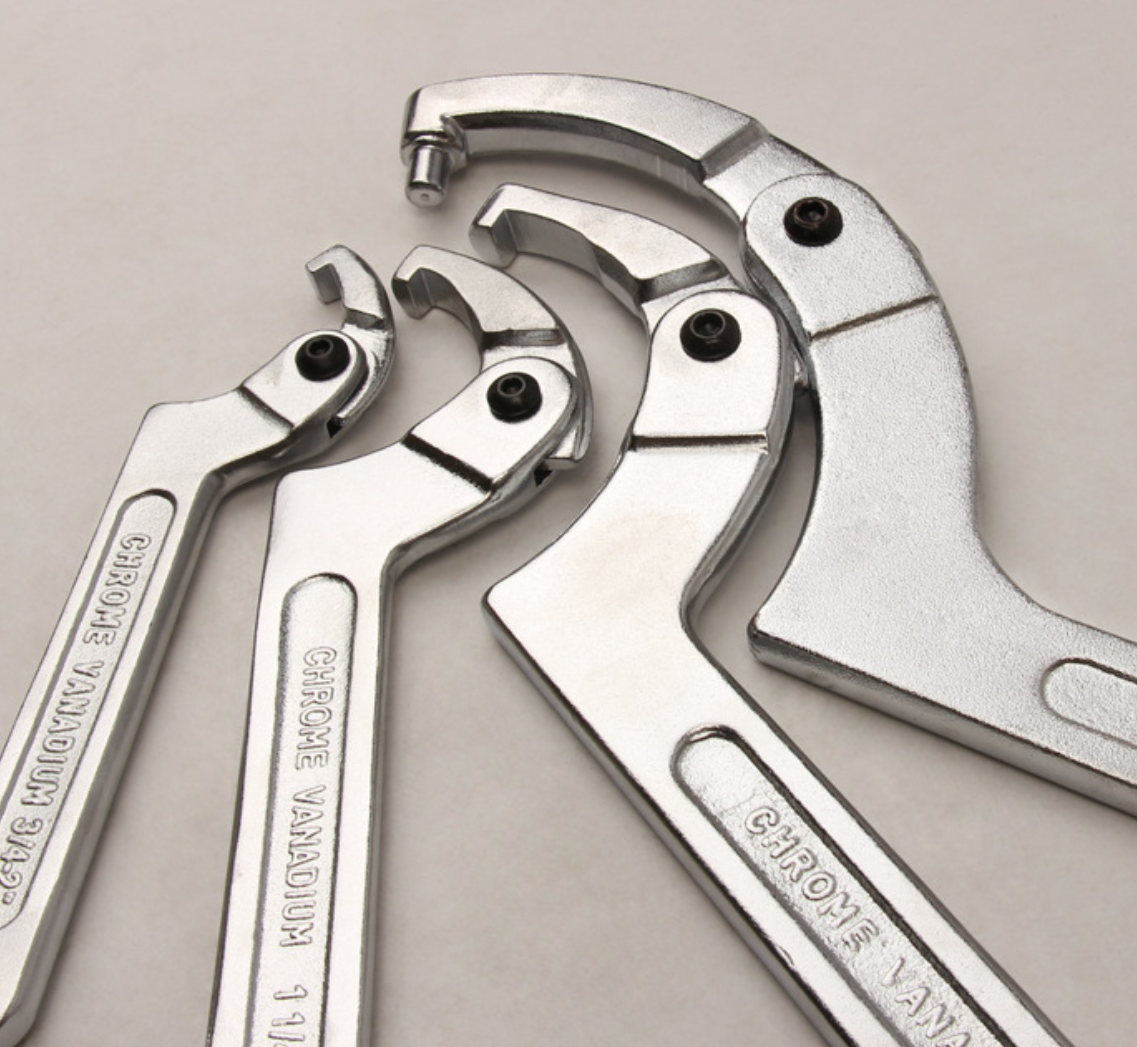 CHROME VANADIUM 3/4-2"
CHROME VANADIUM 1 1/
CHROME VANA